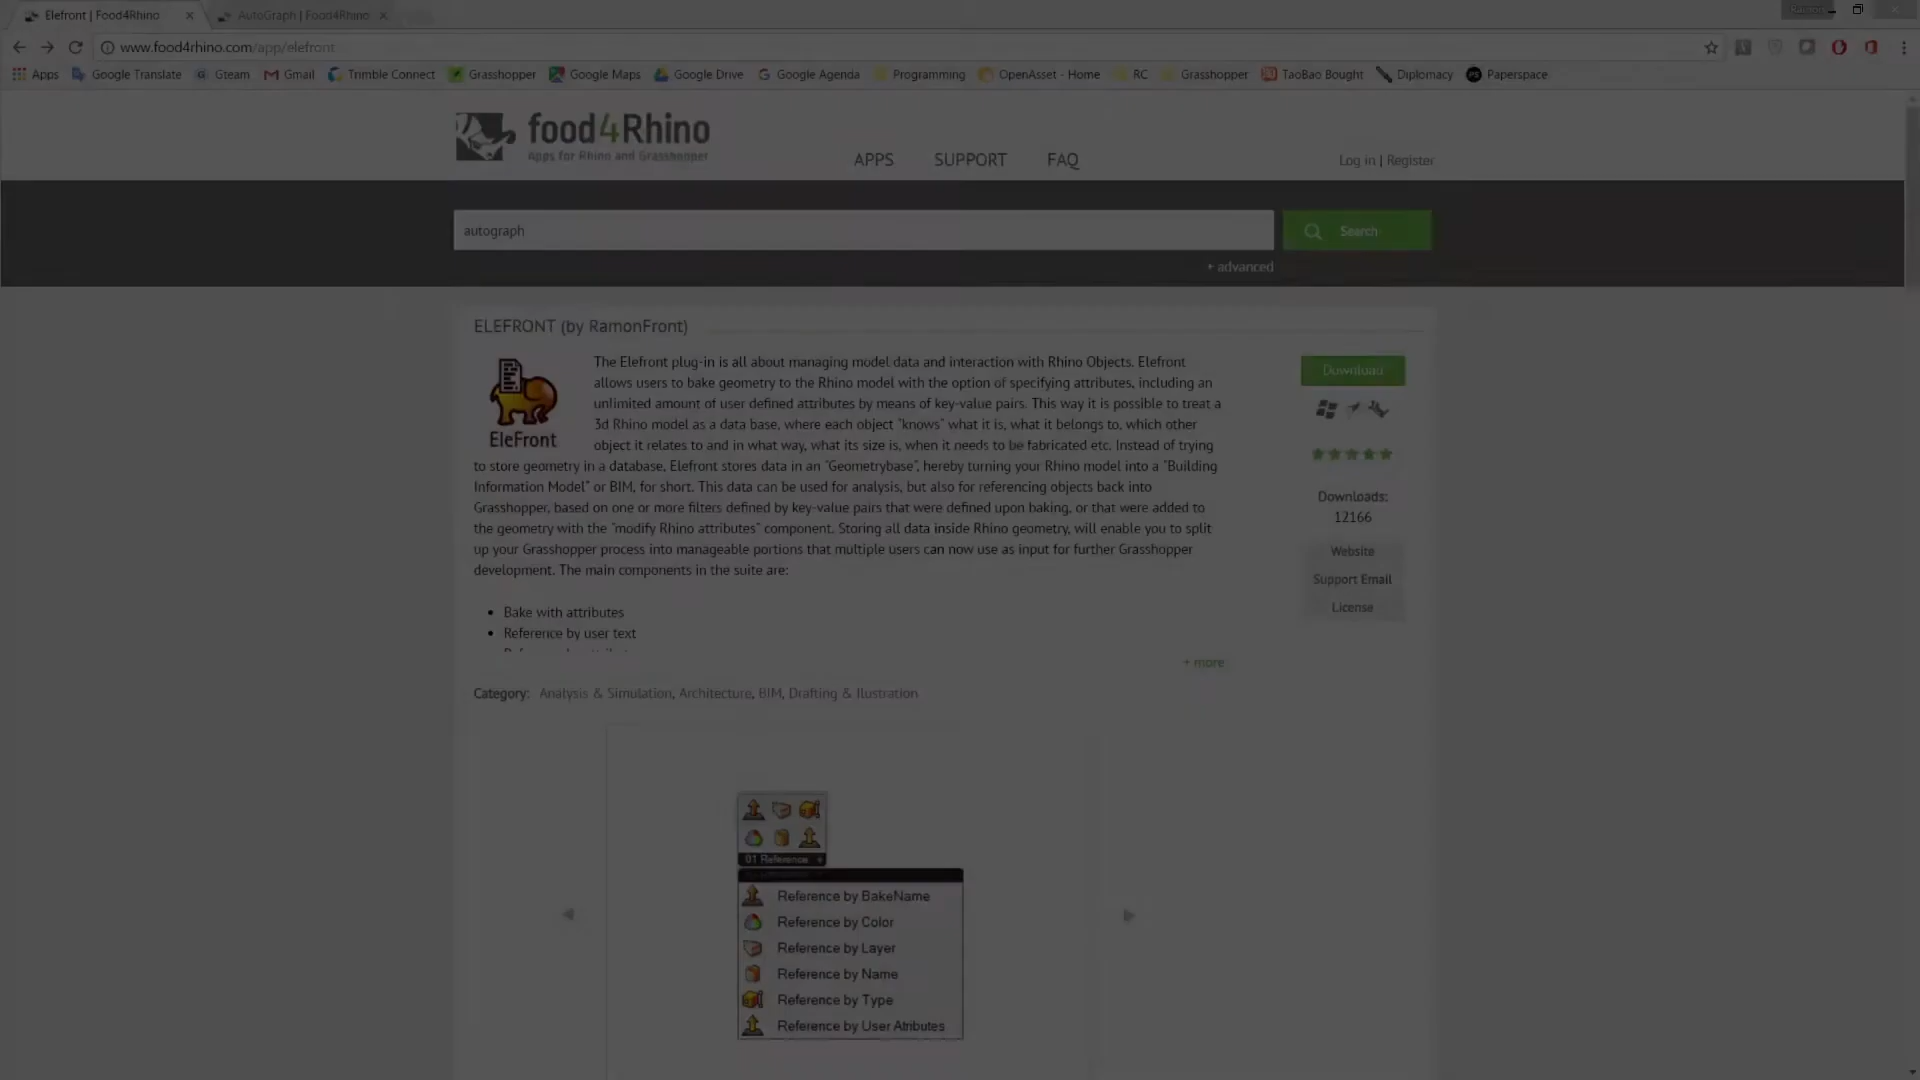 Elefront | Food4Rhino
AutoGraph | Food4Rhino
www.food4rhino.com/app/elefront
Apps Google Translate Gteam Gmail Trimble Connect Grasshopper Google Maps Google Drive Google Agenda Programming OpenAsset - Home RC Grasshopper TaoBao Bought Diplomacy Paperspace
food4Rhino
Apps for Rhino and Grasshopper
APPS SUPPORT FAQ
Log in | Register
autograph
Search
+ advanced
ELEFRONT (by RamonFront)
EleFront
The Elefront plug-in is all about managing model data and interaction with Rhino Objects. Elefront
allows users to bake geometry to the Rhino model with the option of specifying attributes, including an
unlimited amount of user defined attributes by means of key-value pairs. This way it is possible to treat a
3d Rhino model as a data base, where each object "knows" what it is, what it belongs to, which other
object it relates to and in what way, what its size is, when it needs to be fabricated etc. Instead of trying
to store geometry in a database, Elefront stores data in an "Geometrybase", hereby turning your Rhino model into a "Building
Information Model" or BIM, for short. This data can be used for analysis, but also for referencing objects back into
Grasshopper, based on one or more filters defined by key-value pairs that were defined upon baking, or that were added to
the geometry with the "modify Rhino attributes" component. Storing all data inside Rhino geometry, will enable you to split
up your Grasshopper process into manageable portions that multiple users can now use as input for further Grasshopper
development. The main components in the suite are:
• Bake with attributes
• Reference by user text
+ more
Download
Downloads:
12166
Website
Support Email
License
Category: Analysis & Simulation, Architecture, BIM, Drafting & Ilustration
01 Reference +
Reference by BakeName
Reference by Color
Reference by Layer
Reference by Name
Reference by Type
Reference by User Atributes